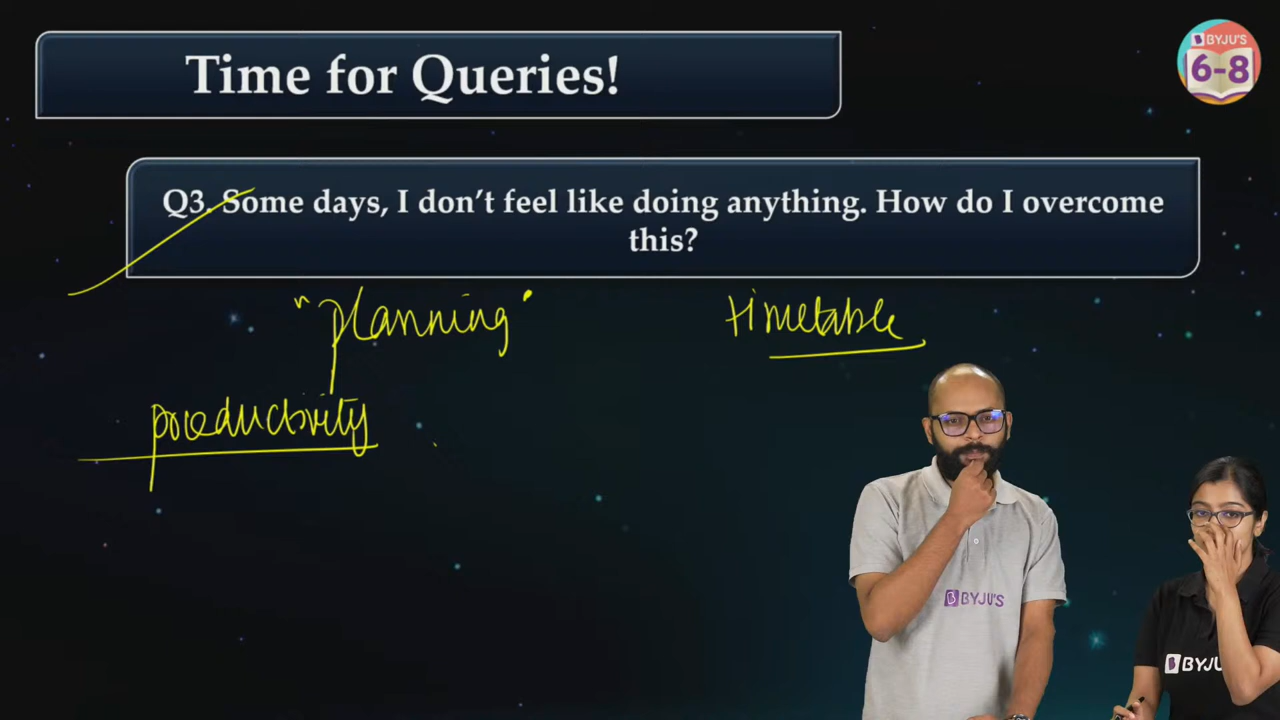 Time for Queries!
BYJU'S
6-8
Q3. Some days, I don't feel like doing anything. How do I overcome
this?
"planning"
timetable
productivity
BYJU'S
BYJU